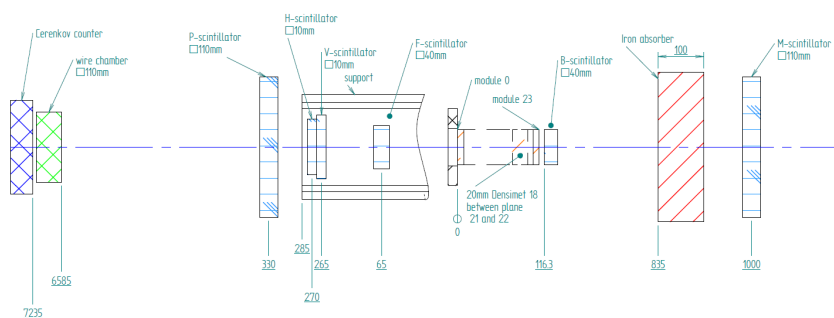 Cerenkov counter
wire chamber
□110mm
P-scintillator
□110mm
H-scintillator
□10mm
V-scintillator
□10mm
support
F-scintillator
□40mm
module 0
module 23
B-scintillator
□40mm
Iron absorber
100
M-scintillator
□110mm
20mm Densimet 18
between plane
21 and 22
0
7235
6585
330
285
270
265
65
116.3
835
1000